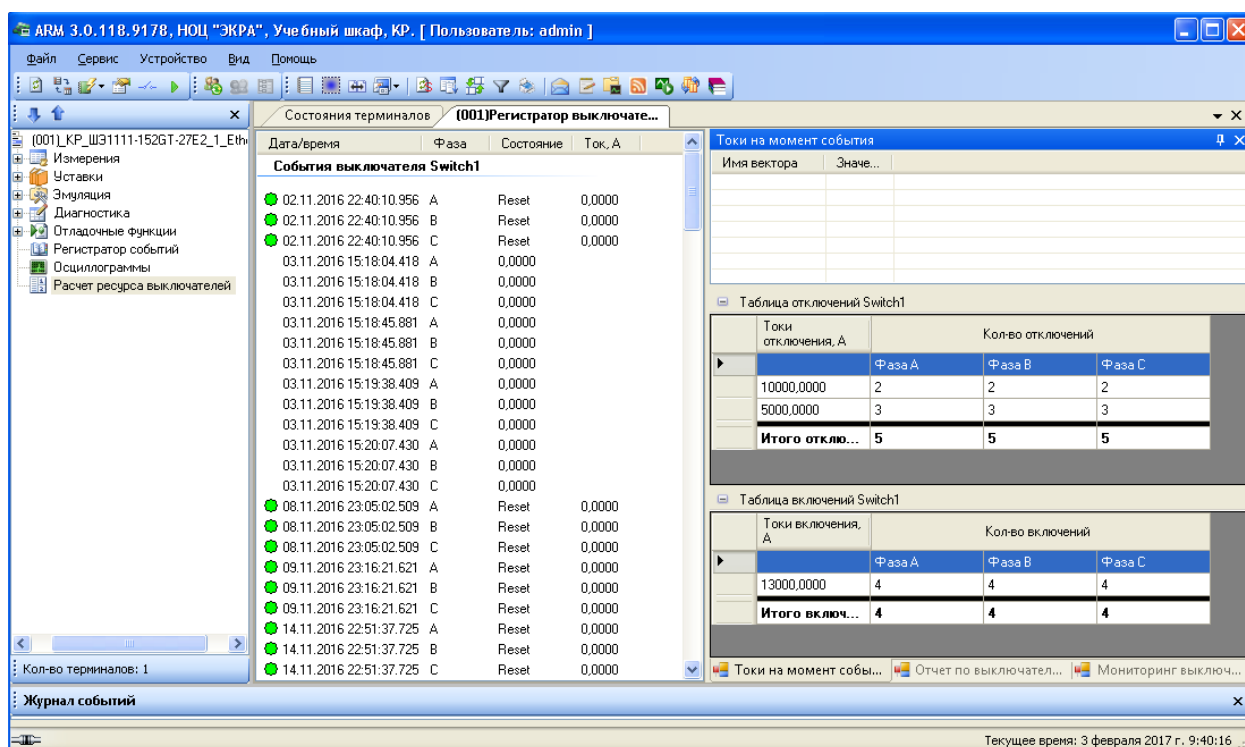 ARM 3.0.118.9178, НОЦ "ЭКРА", Учебный шкаф, KP. [ Пользователь: admin ]
Файл Сервис Устройство Вид Помощь
Состояния терминалов (001)Регистратор выключате...
(001)_KP_ШЭ1111-152GT-27E2_1_Eth
Измерения
Уставки
Эмуляция
Диагностика
Отладочные функции
Регистратор событий
Осциллограммы
Расчет ресурса выключателей
Кол-во терминалов: 1
Дата/время Фаза Состояние Ток, А
События выключателя Switch1
02.11.2016 22:40:10.956 A Reset 0,0000
02.11.2016 22:40:10.956 B Reset 0,0000
02.11.2016 22:40:10.956 C Reset 0,0000
03.11.2016 15:18:04.418 A 0,0000
03.11.2016 15:18:04.418 B 0,0000
03.11.2016 15:18:04.418 C 0,0000
03.11.2016 15:18:45.881 A 0,0000
03.11.2016 15:18:45.881 B 0,0000
03.11.2016 15:18:45.881 C 0,0000
03.11.2016 15:19:38.409 A 0,0000
03.11.2016 15:19:38.409 B 0,0000
03.11.2016 15:19:38.409 C 0,0000
03.11.2016 15:20:07.430 A 0,0000
03.11.2016 15:20:07.430 B 0,0000
03.11.2016 15:20:07.430 C 0,0000
08.11.2016 23:05:02.509 A Reset 0,0000
08.11.2016 23:05:02.509 B Reset 0,0000
08.11.2016 23:05:02.509 C Reset 0,0000
09.11.2016 23:16:21.621 A Reset 0,0000
09.11.2016 23:16:21.621 B Reset 0,0000
09.11.2016 23:16:21.621 C Reset 0,0000
14.11.2016 22:51:37.725 A Reset 0,0000
14.11.2016 22:51:37.725 B Reset 0,0000
14.11.2016 22:51:37.725 C Reset 0,0000
Токи на момент события
Имя вектора Значе...
Таблица отключений Switch1
Токи отключения, А Кол-во отключений
Фаза А Фаза В Фаза С
10000,0000 2 2 2
5000,0000 3 3 3
Итого отклю... 5 5 5
Таблица включений Switch1
Токи включения, А Кол-во включений
Фаза А Фаза В Фаза С
13000,0000 4 4 4
Итого включ... 4 4 4
Токи на момент собы... Отчет по выключател... Мониторинг выключ...
Журнал событий
Текущее время: 3 февраля 2017 г. 9:40:16